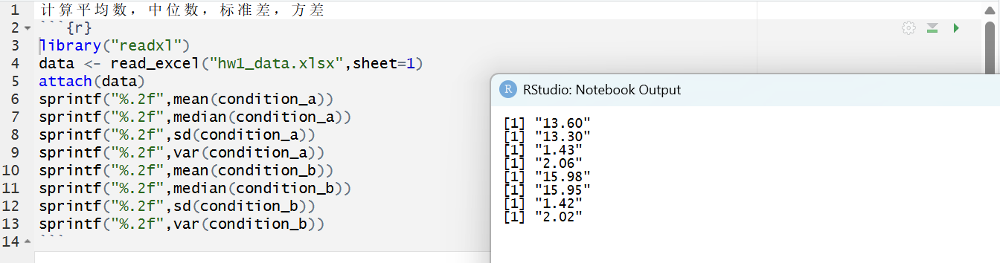 1 计算平均数，中位数，标准差，方差
2 ```{r}
3 library("readxl")
4 data <- read_excel("hw1_data.xlsx",sheet=1)
5 attach(data)
6 sprintf("%.2f",mean(condition_a))
7 sprintf("%.2f",median(condition_a))
8 sprintf("%.2f",sd(condition_a))
9 sprintf("%.2f",var(condition_a))
10 sprintf("%.2f",mean(condition_b))
11 sprintf("%.2f",median(condition_b))
12 sprintf("%.2f",sd(condition_b))
13 sprintf("%.2f",var(condition_b))
14 ```
R RStudio: Notebook Output
[1] "13.60"
[1] "13.30"
[1] "1.43"
[1] "2.06"
[1] "15.98"
[1] "15.95"
[1] "1.42"
[1] "2.02"